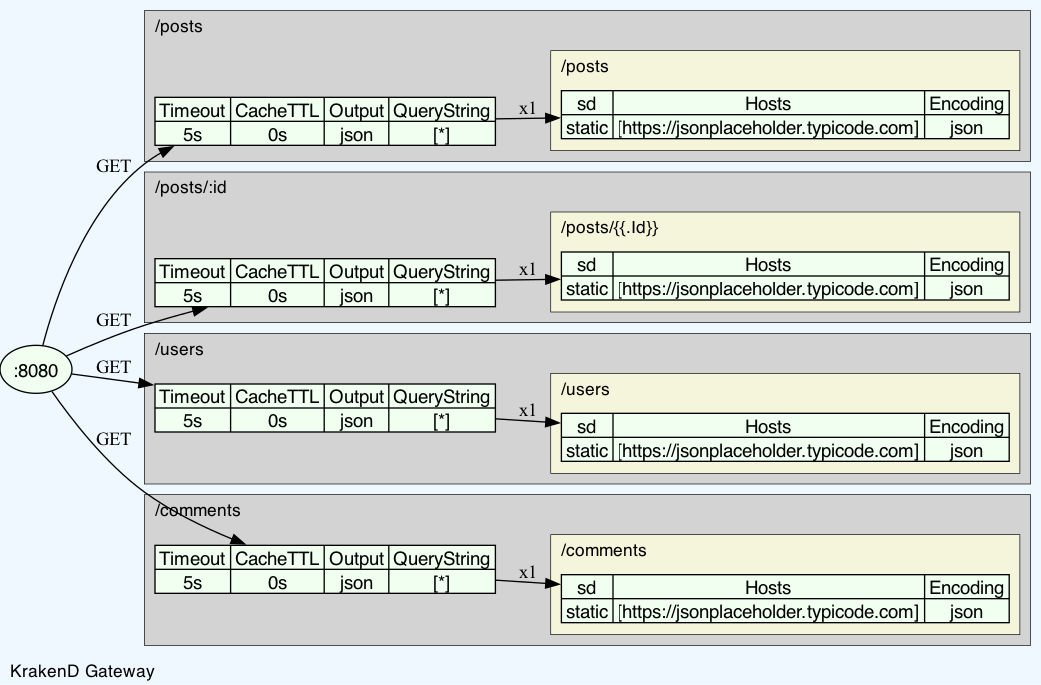 /posts
/posts
Timeout CacheTTL Output QueryString
5s 0s json [*]
x1
sd Hosts Encoding
static [https://jsonplaceholder.typicode.com] json
GET
/posts/:id
/posts/{{.Id}}
Timeout CacheTTL Output QueryString
5s 0s json [*]
x1
sd Hosts Encoding
static [https://jsonplaceholder.typicode.com] json
GET
:8080
/users
GET
/users
Timeout CacheTTL Output QueryString
5s 0s json [*]
x1
sd Hosts Encoding
static [https://jsonplaceholder.typicode.com] json
GET
/comments
/comments
Timeout CacheTTL Output QueryString
5s 0s json [*]
x1
sd Hosts Encoding
static [https://jsonplaceholder.typicode.com] json
KrakenD Gateway